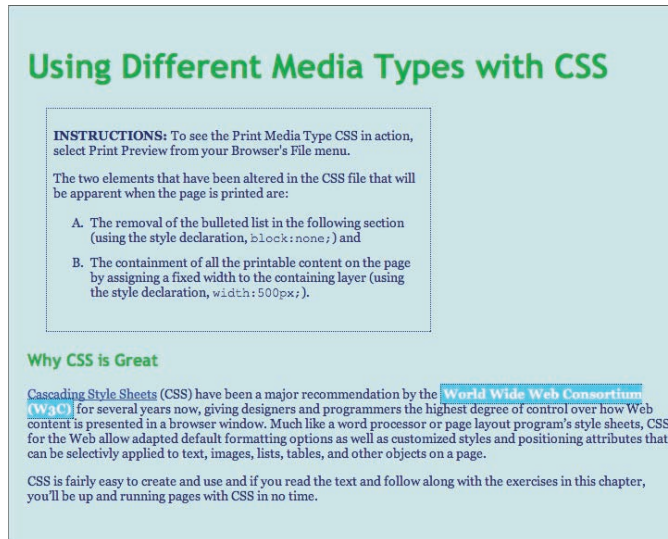 Using Different Media Types with CSS
INSTRUCTIONS: To see the Print Media Type CSS in action,
select Print Preview from your Browser's File menu.
The two elements that have been altered in the CSS file that will
be apparent when the page is printed are:
A. The removal of the bulleted list in the following section
(using the style declaration, block:none;) and
B. The containment of all the printable content on the page
by assigning a fixed width to the containing layer (using
the style declaration, width:500px;).
Why CSS is Great
Cascading Style Sheets (CSS) have been a major recommendation by the World Wide Web Consortium
(W3C) for several years now, giving designers and programmers the highest degree of control over how Web
content is presented in a browser window. Much like a word processor or page layout program's style sheets, CSS
for the Web allow adapted default formatting options as well as customized styles and positioning attributes that
can be selectivly applied to text, images, lists, tables, and other objects on a page.
CSS is fairly easy to create and use and if you read the text and follow along with the exercises in this chapter,
you'll be up and running pages with CSS in no time.